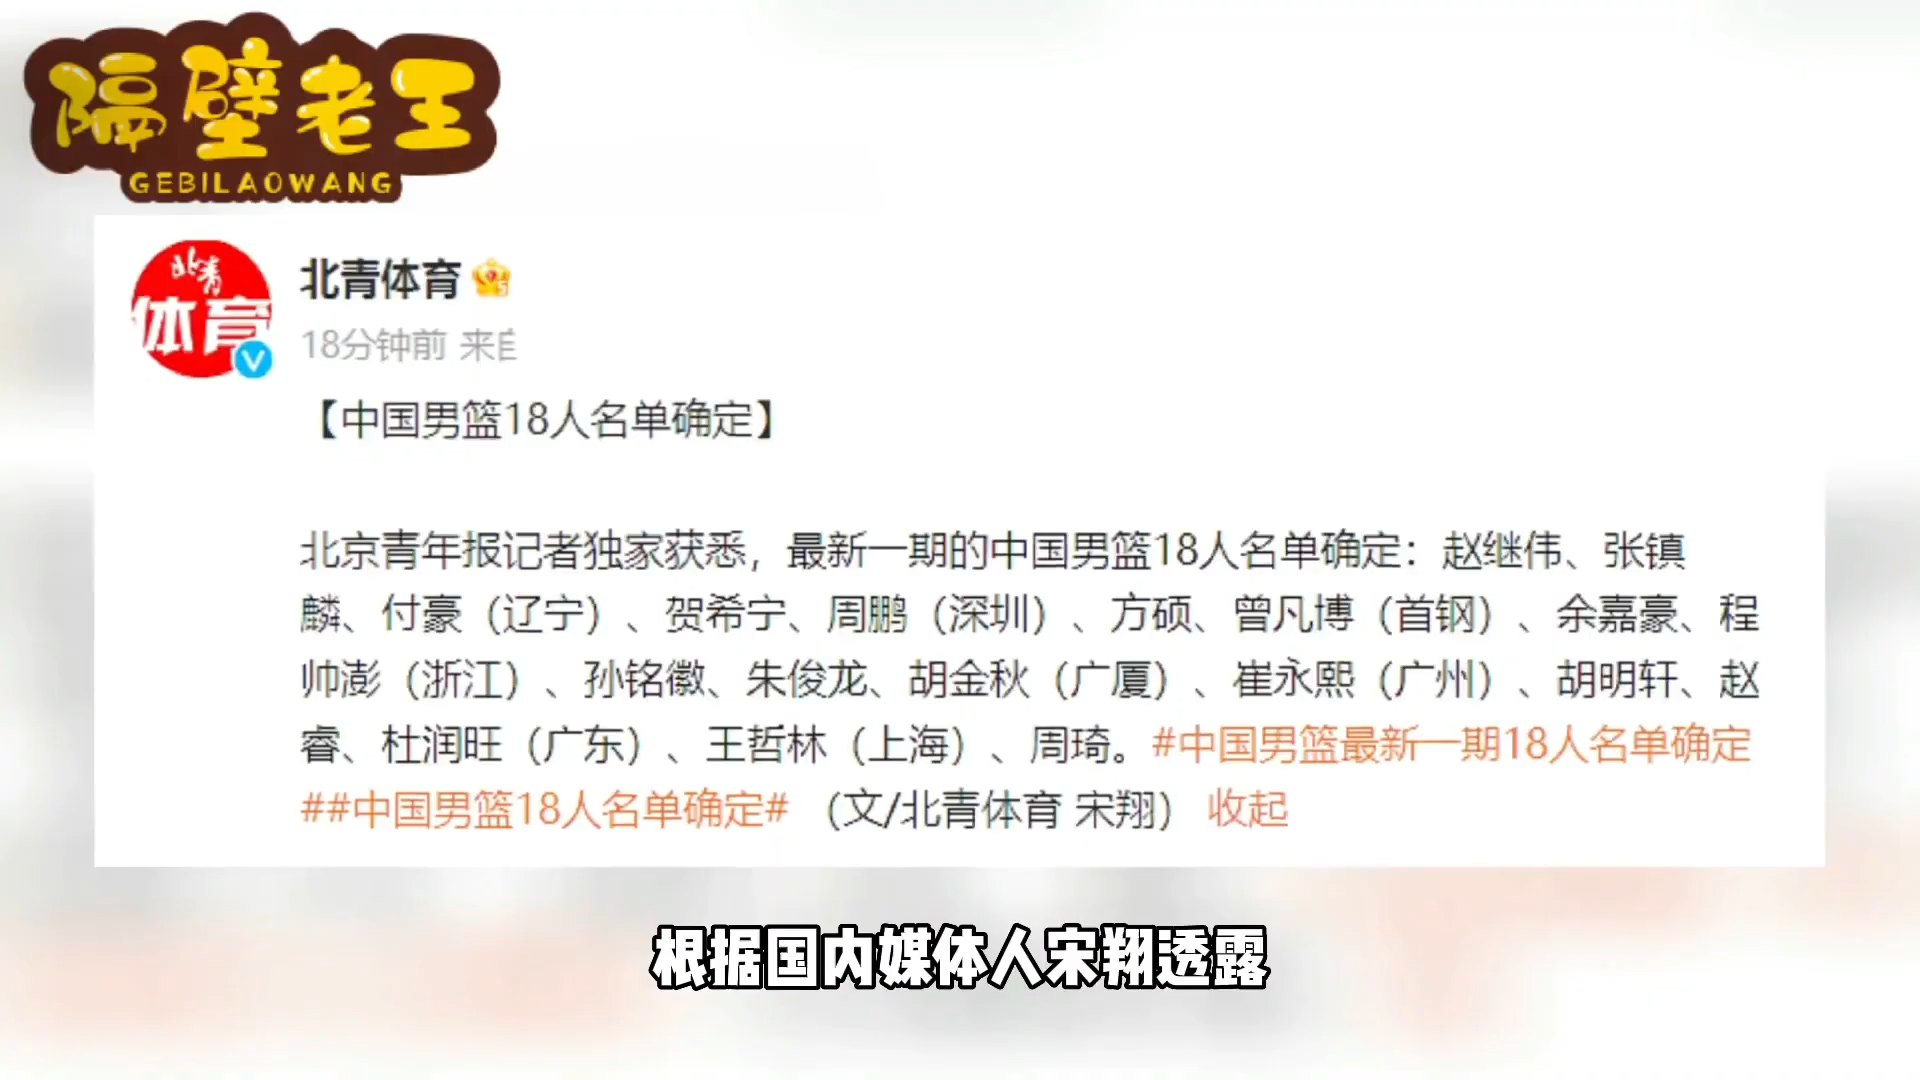 隔壁老王
GEBILAOWANG
北青
体育
北青体育
18分钟前 来自
【中国男篮18人名单确定】
北京青年报记者独家获悉，最新一期的中国男篮18人名单确定：赵继伟、张镇
麟、付豪（辽宁）、贺希宁、周鹏（深圳）、方硕、曾凡博（首钢）、余嘉豪、程
帅澎（浙江）、孙铭徽、朱俊龙、胡金秋（广厦）、崔永熙（广州）、胡明轩、赵
睿、杜润旺（广东）、王哲林（上海）、周琦。#中国男篮最新一期18人名单确定
##中国男篮18人名单确定# （文/北青体育 宋翔） 收起
根据国内媒体人宋翔透露